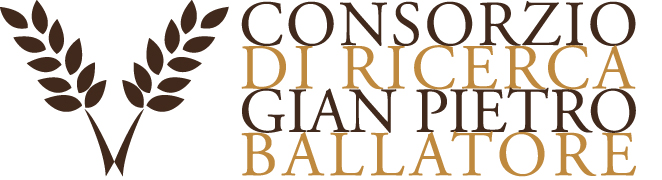 CONSORZIO
DI RICERCA
GIAN PIETRO
BALLATORE